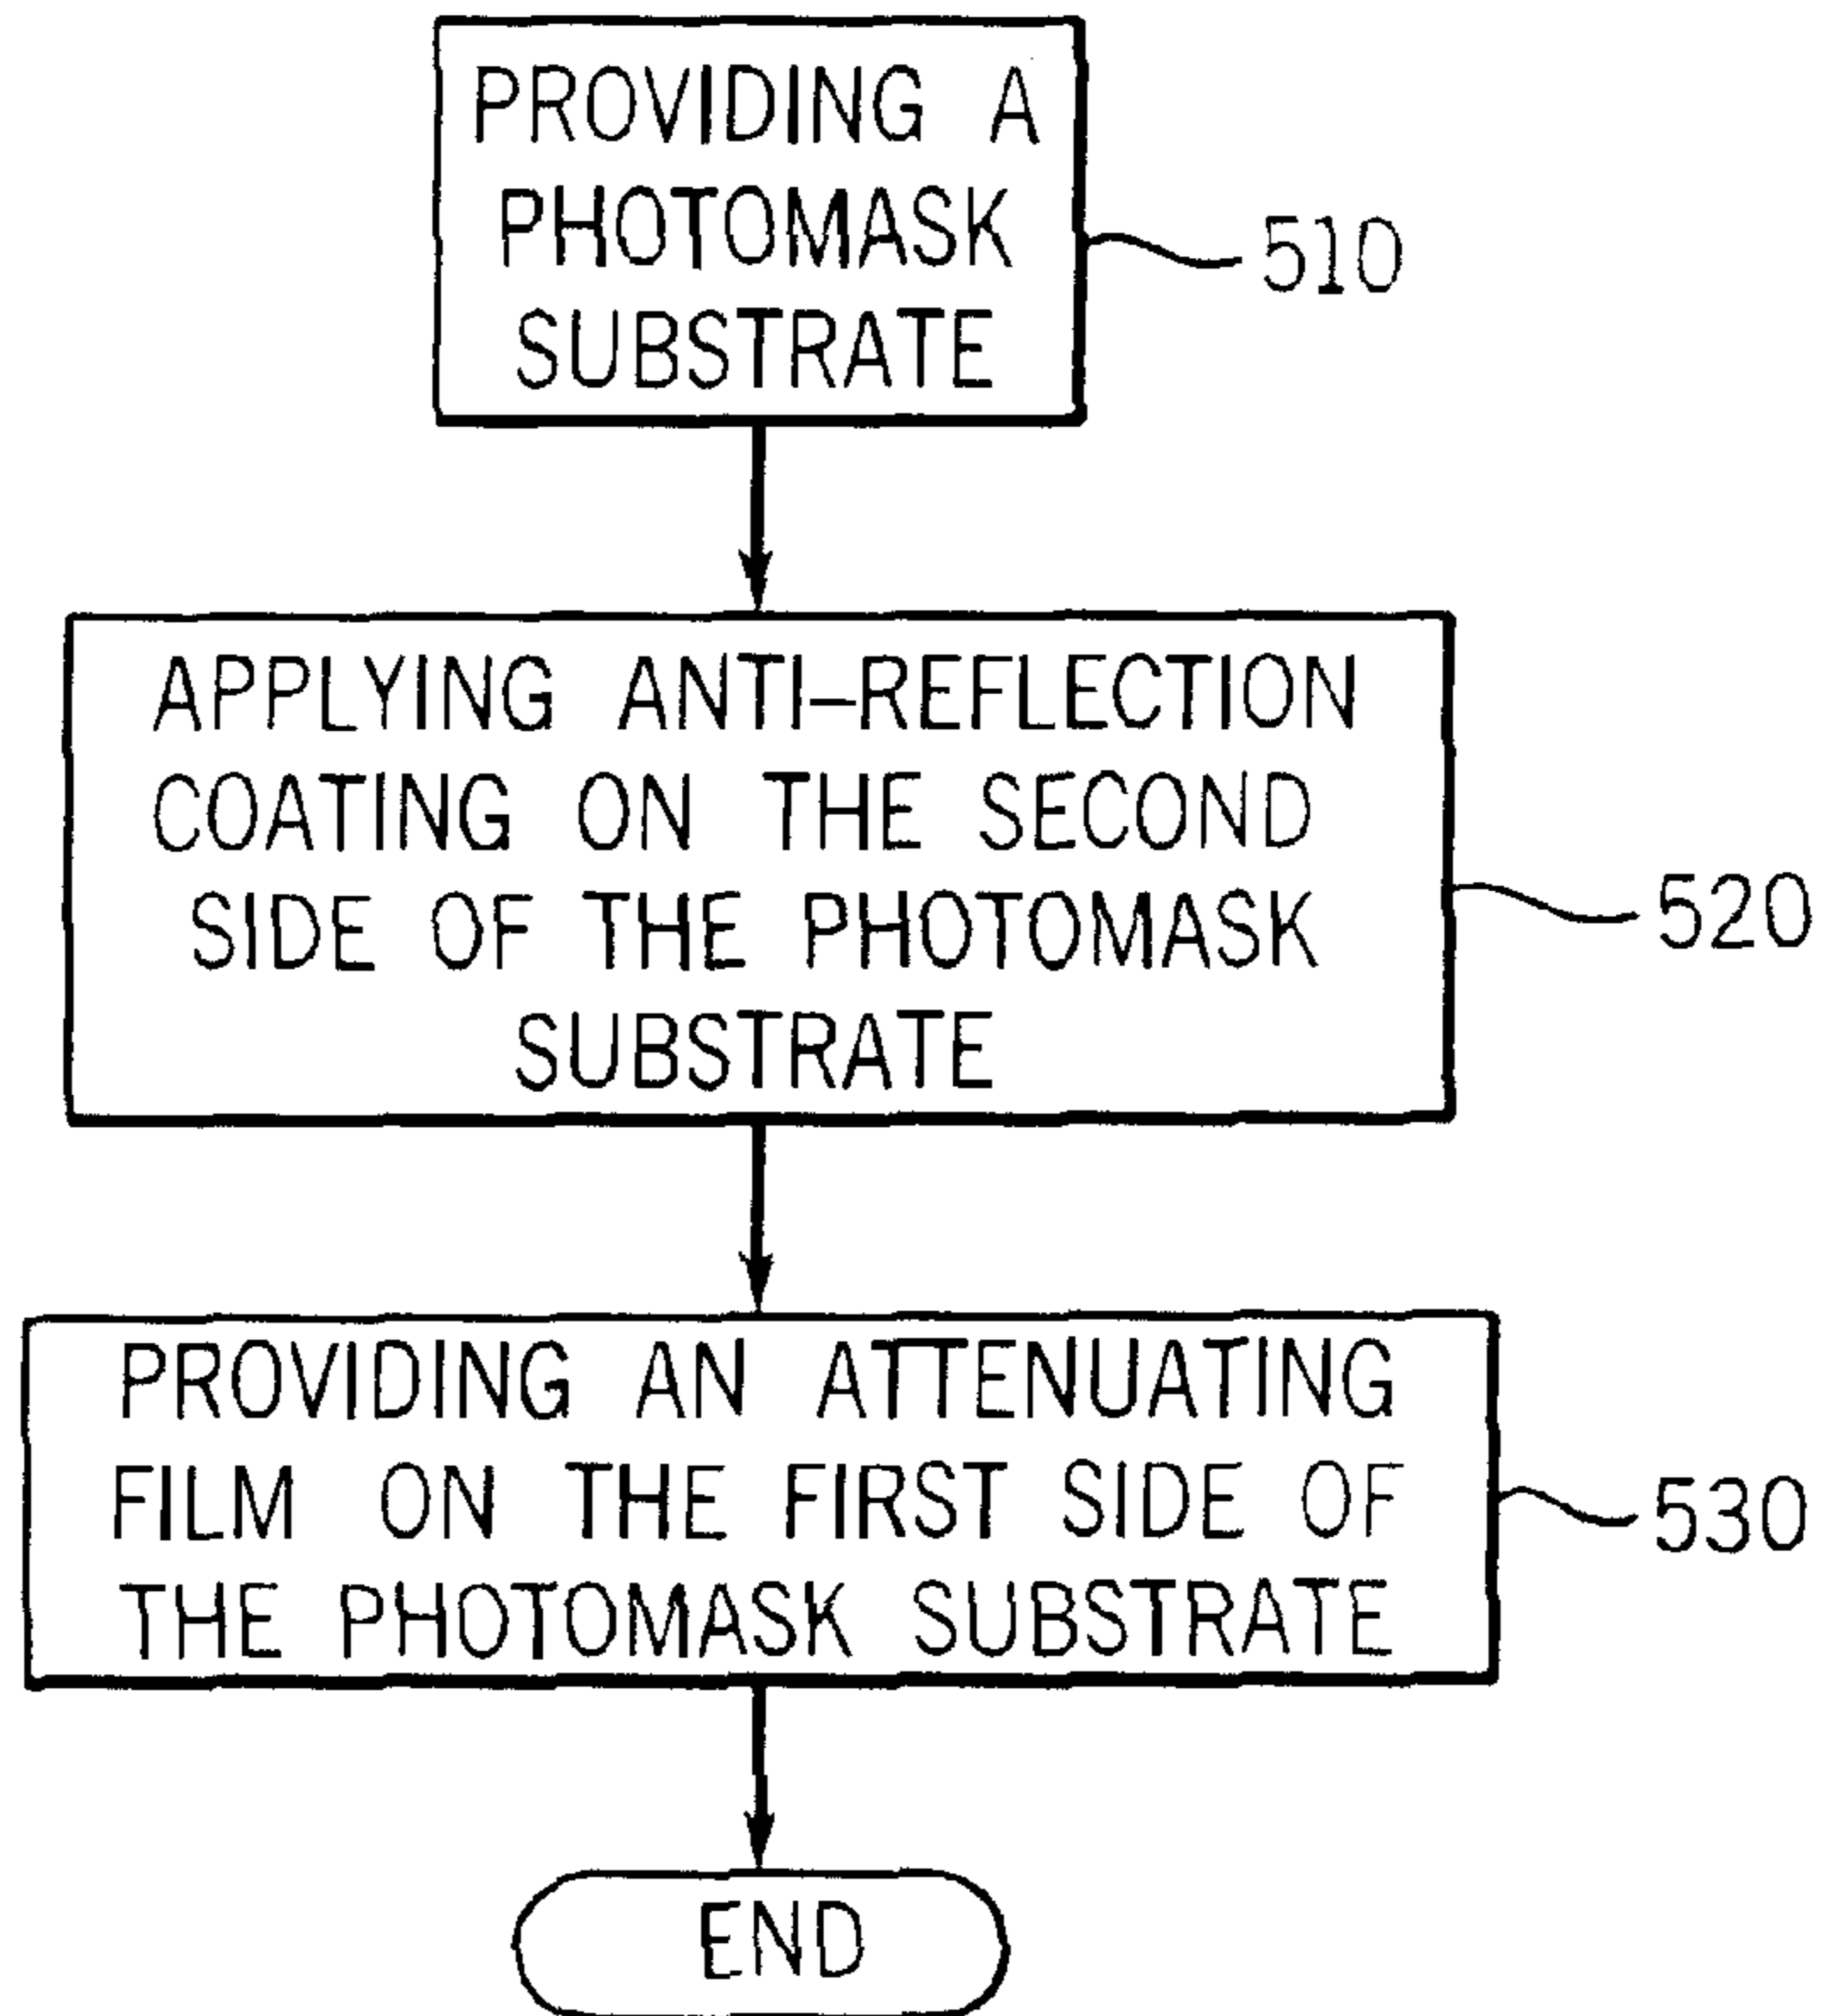 PROVIDING A
PHOTOMASK
SUBSTRATE
510
APPLYING ANTI-REFLECTION
COATING ON THE SECOND
SIDE OF THE PHOTOMASK
SUBSTRATE
520
PROVIDING AN ATTENUATING
FILM ON THE FIRST SIDE OF
THE PHOTOMASK SUBSTRATE
530
END